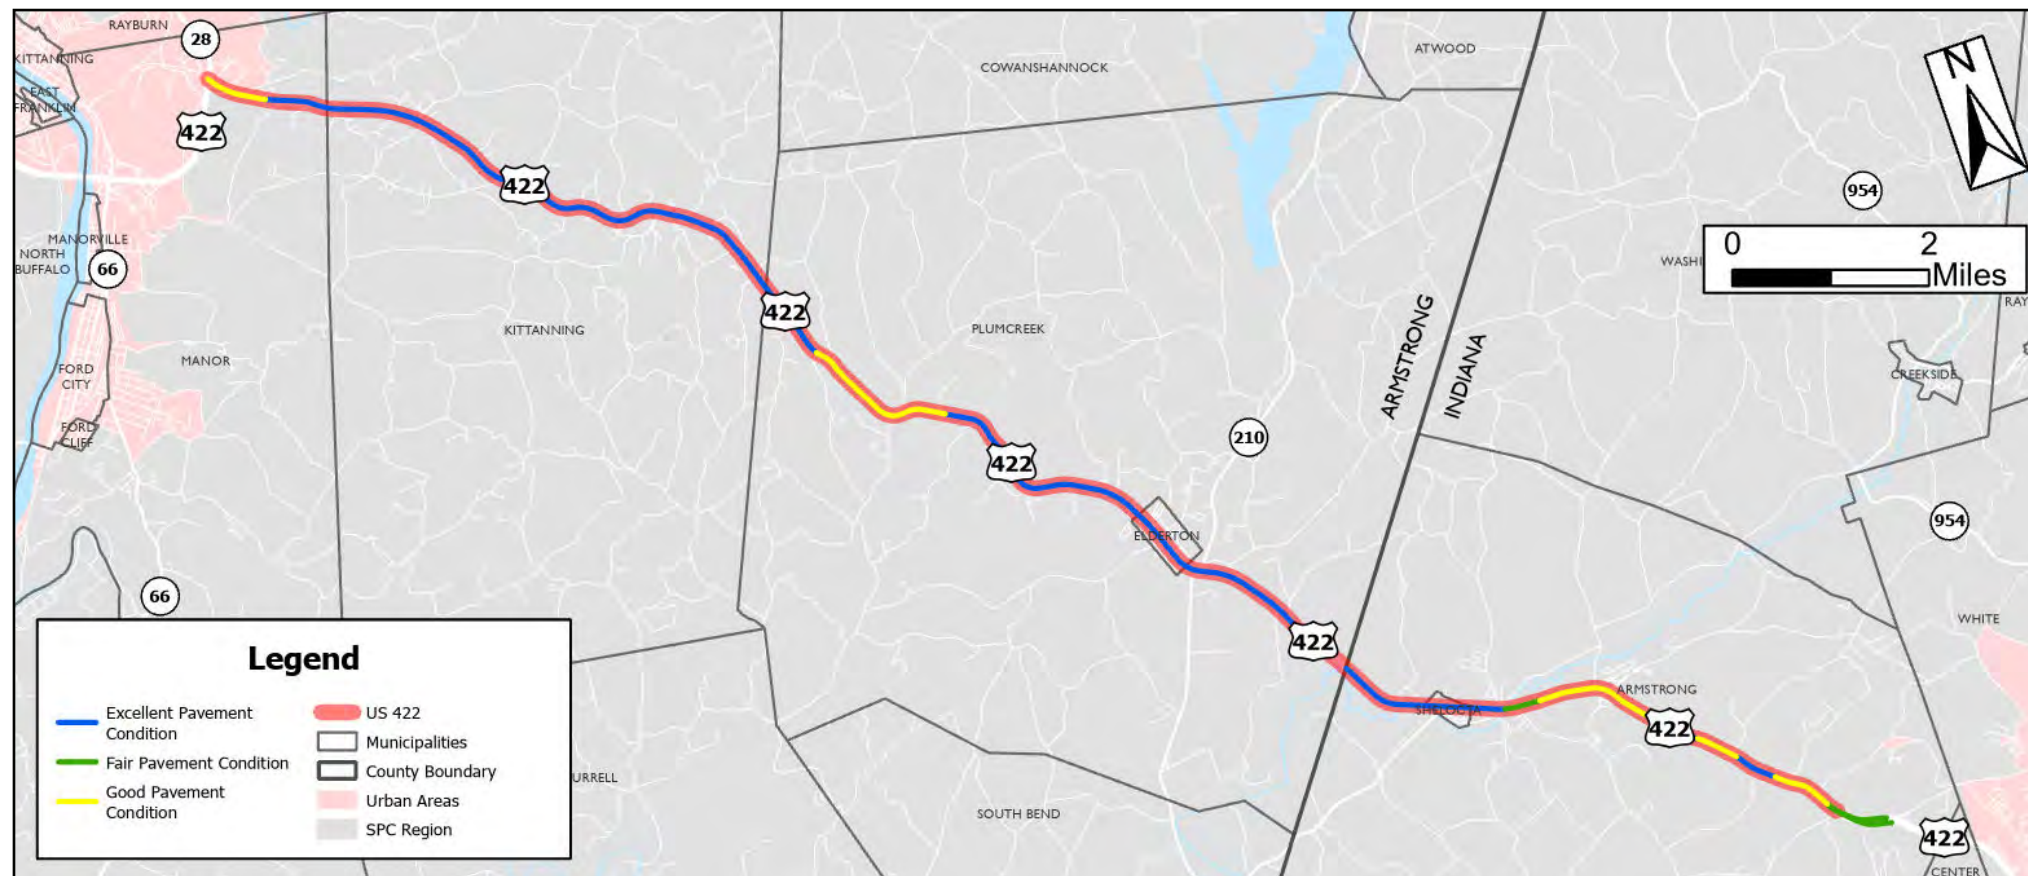 RAYBURN
28
KITTANNING
EAST
FRANKLIN
422
COWANSHANNOCK
ATWOOD
N
954
0 2
Miles
422
MANORVILLE
NORTH
BUFFALO
66
422
KITTANNING
PLUMCREEK
MANOR
FORD
CITY
FORD
CLIFF
ARMSTRONG
INDIANA
CREEKSIDE
210
422
954
ELDERTON
66
422
WHITE
ARMSTRONG
SHELOCTA
422
422
SOUTH BEND
CENTER
Legend
Excellent Pavement
Condition
Fair Pavement Condition
Good Pavement
Condition
US 422
Municipalities
County Boundary
Urban Areas
SPC Region